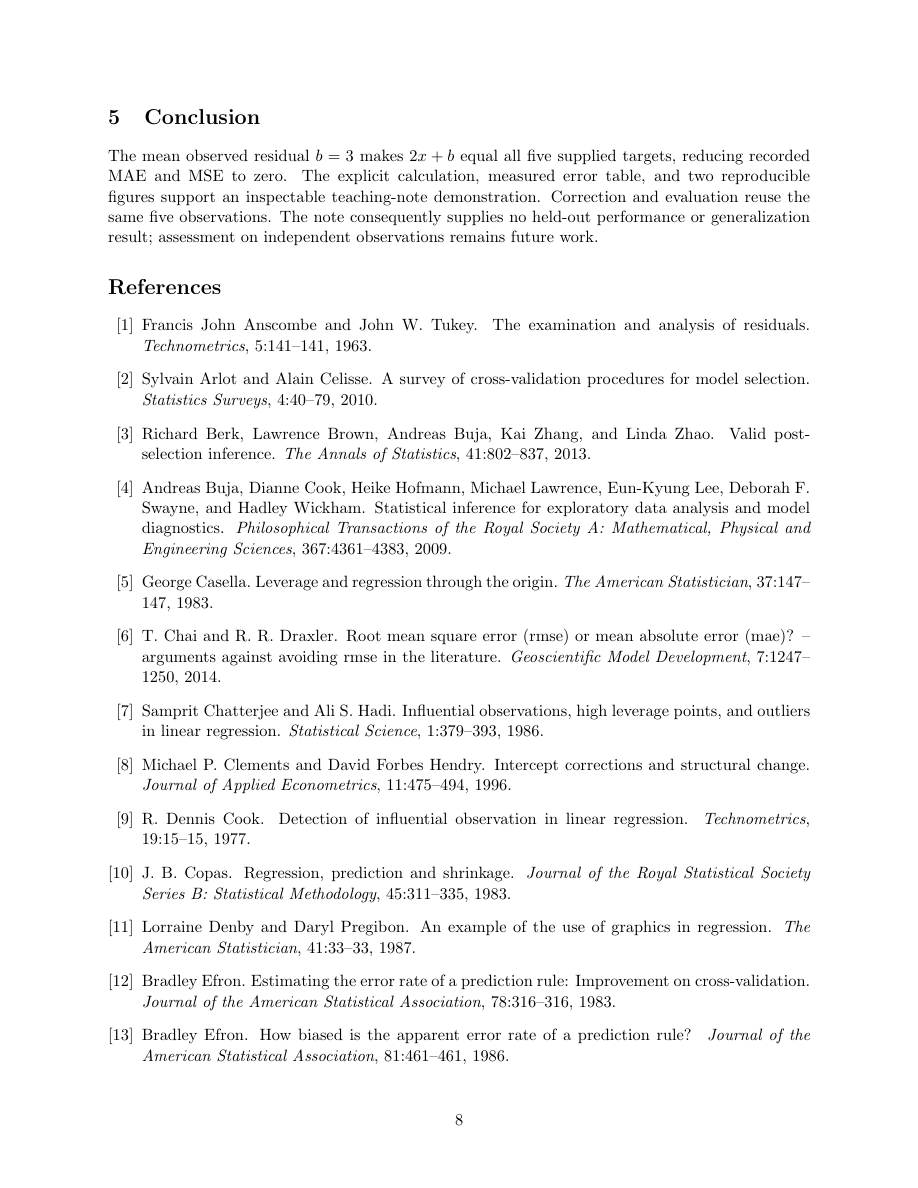 5 Conclusion
The mean observed residual b = 3 makes 2x + b equal all five supplied targets, reducing recorded
MAE and MSE to zero. The explicit calculation, measured error table, and two reproducible
figures support an inspectable teaching-note demonstration. Correction and evaluation reuse the
same five observations. The note consequently supplies no held-out performance or generalization
result; assessment on independent observations remains future work.
References
[1] Francis John Anscombe and John W. Tukey. The examination and analysis of residuals.
Technometrics, 5:141–141, 1963.
[2] Sylvain Arlot and Alain Celisse. A survey of cross-validation procedures for model selection.
Statistics Surveys, 4:40–79, 2010.
[3] Richard Berk, Lawrence Brown, Andreas Buja, Kai Zhang, and Linda Zhao. Valid post-
selection inference. The Annals of Statistics, 41:802–837, 2013.
[4] Andreas Buja, Dianne Cook, Heike Hofmann, Michael Lawrence, Eun-Kyung Lee, Deborah F.
Swayne, and Hadley Wickham. Statistical inference for exploratory data analysis and model
diagnostics. Philosophical Transactions of the Royal Society A: Mathematical, Physical and
Engineering Sciences, 367:4361–4383, 2009.
[5] George Casella. Leverage and regression through the origin. The American Statistician, 37:147–
147, 1983.
[6] T. Chai and R. R. Draxler. Root mean square error (rmse) or mean absolute error (mae)? –
arguments against avoiding rmse in the literature. Geoscientific Model Development, 7:1247–
1250, 2014.
[7] Samprit Chatterjee and Ali S. Hadi. Influential observations, high leverage points, and outliers
in linear regression. Statistical Science, 1:379–393, 1986.
[8] Michael P. Clements and David Forbes Hendry. Intercept corrections and structural change.
Journal of Applied Econometrics, 11:475–494, 1996.
[9] R. Dennis Cook. Detection of influential observation in linear regression. Technometrics,
19:15–15, 1977.
[10] J. B. Copas. Regression, prediction and shrinkage. Journal of the Royal Statistical Society
Series B: Statistical Methodology, 45:311–335, 1983.
[11] Lorraine Denby and Daryl Pregibon. An example of the use of graphics in regression. The
American Statistician, 41:33–33, 1987.
[12] Bradley Efron. Estimating the error rate of a prediction rule: Improvement on cross-validation.
Journal of the American Statistical Association, 78:316–316, 1983.
[13] Bradley Efron. How biased is the apparent error rate of a prediction rule? Journal of the
American Statistical Association, 81:461–461, 1986.
8